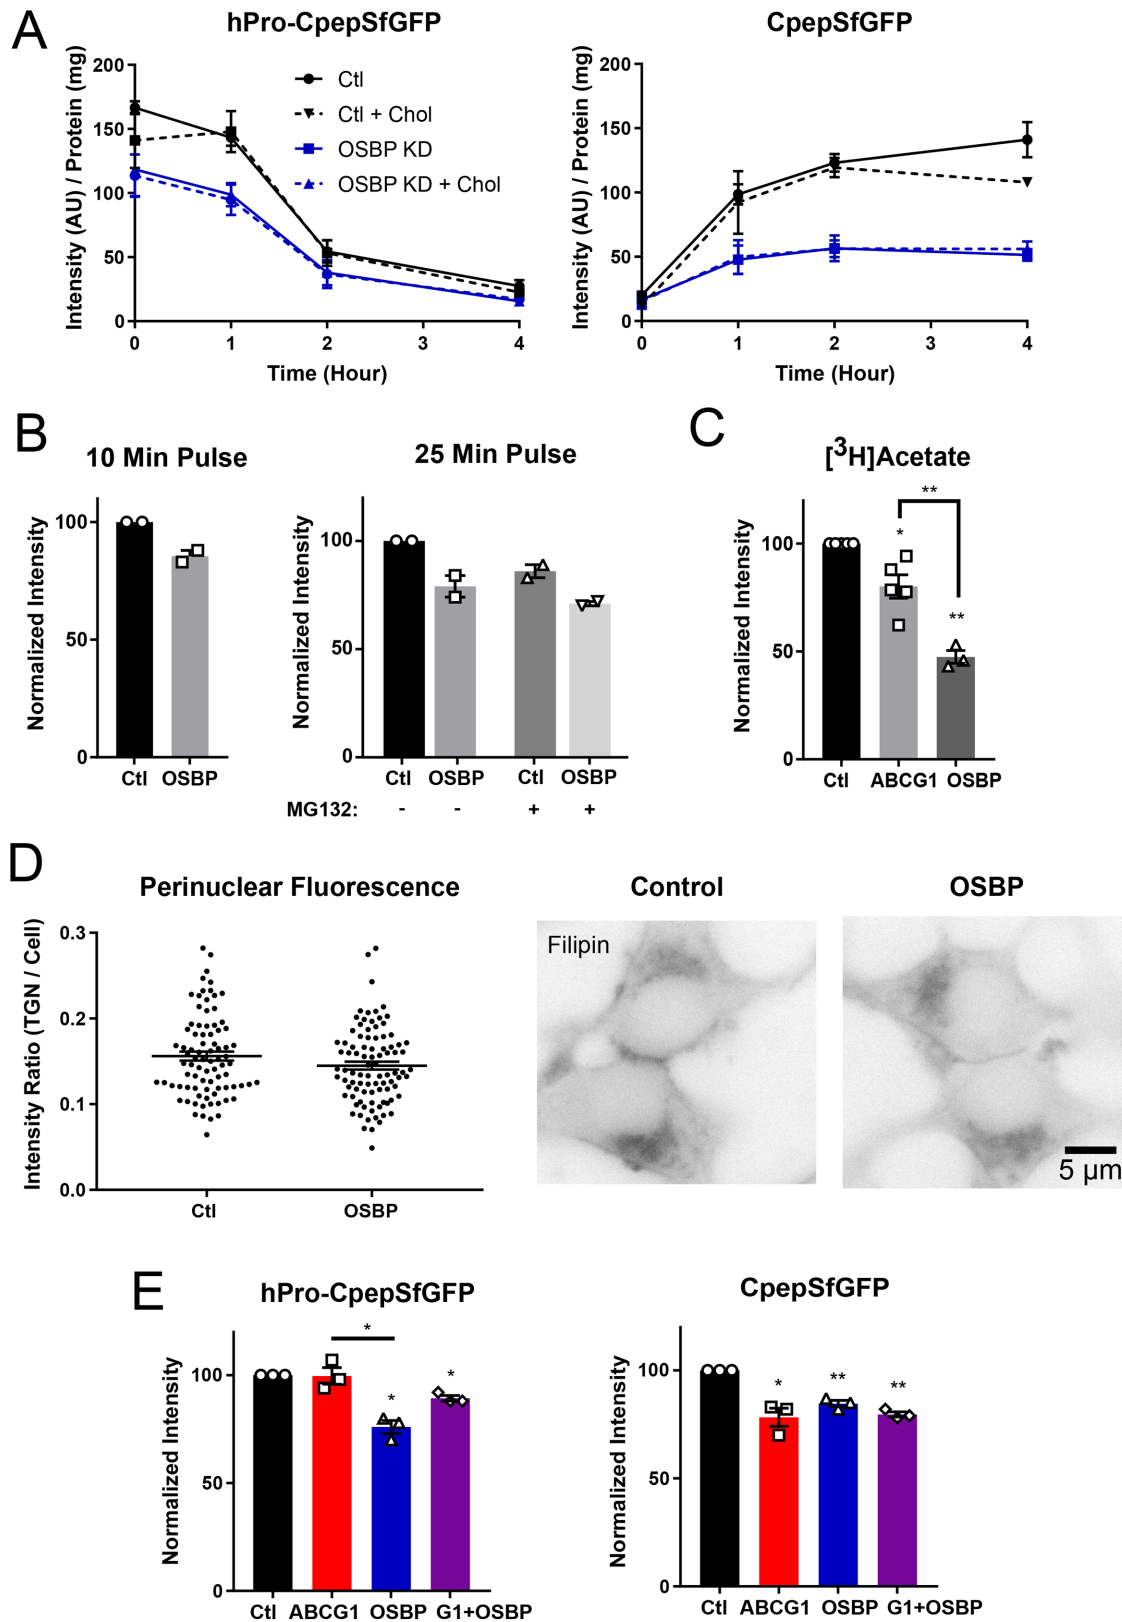 A
hPro-CpepSfGFP
CpepSfGFP
Intensity (AU) / Protein (mg)
200
150
100
50
0
0 1 2 3 4
Time (Hour)
Ctl
Ctl + Chol
OSBP KD
OSBP KD + Chol
Intensity (AU) / Protein (mg)
200
150
100
50
0
0 1 2 3 4
Time (Hour)
B
10 Min Pulse
Normalized Intensity
100
50
0
Ctl OSBP
25 Min Pulse
Normalized Intensity
100
50
0
Ctl OSBP Ctl OSBP
MG132: - - + +
C
[3H]Acetate
Normalized Intensity
100
50
0
**
*
**
Ctl ABCG1 OSBP
D
Perinuclear Fluorescence
Intensity Ratio (TGN / Cell)
0.3
0.2
0.1
0.0
Ctl OSBP
Control
OSBP
Filipin
5 µm
E
hPro-CpepSfGFP
Normalized Intensity
100
50
0
*
*
*
Ctl ABCG1 OSBP G1+OSBP
CpepSfGFP
Normalized Intensity
100
50
0
*
**
**
Ctl ABCG1 OSBP G1+OSBP